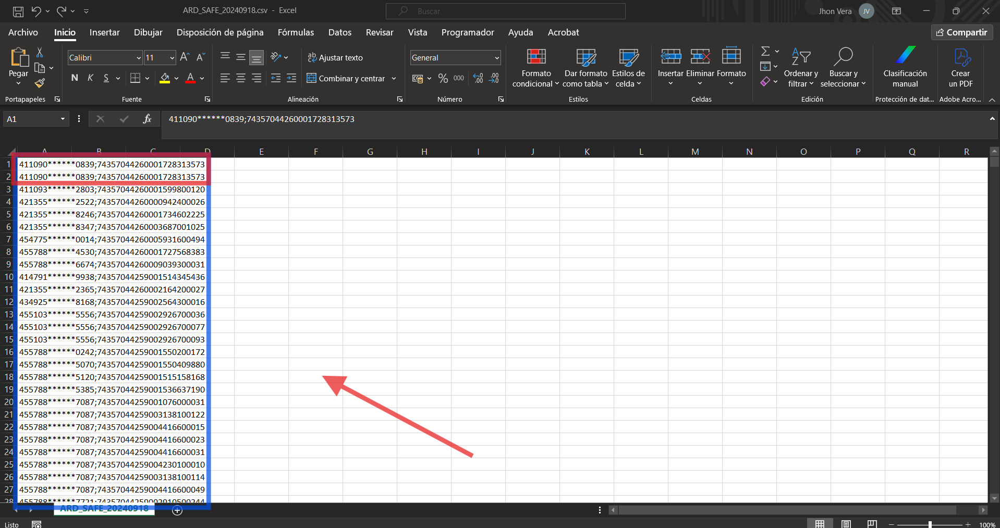 ARD_SAFE_20240918.csv - Excel
Buscar
Jhon Vera JV
Archivo Inicio Insertar Dibujar Disposición de página Fórmulas Datos Revisar Vista Programador Ayuda Acrobat Compartir
Pegar
Calibri 11
N K S
Ajustar texto
Combinar y centrar
General
% 000
Formato condicional
Dar formato como tabla
Estilos de celda
Insertar Eliminar Formato
Ordenar y filtrar
Buscar y seleccionar
Clasificación manual
Crear un PDF
Portapapeles Fuente Alineación Número Estilos Celdas Edición Protección de dat... Adobe Acro...
A1 fx 411090******0839;74357044260001728313573
A B C D E F G H I J K L M N O P Q R
1 411090******0839;74357044260001728313573
2 411090******0839;74357044260001728313573
3 411093******2803;74357044260001599800120
4 421355******2522;74357044260000942400026
5 421355******8246;74357044260001734602225
6 421355******8347;74357044260003687001025
7 454775******0014;74357044260005931600494
8 455788******4530;74357044260001727568383
9 455788******6674;74357044260009039300031
10 414791******9938;74357044259001514345436
11 421355******2365;74357044260002164200027
12 434925******8168;74357044259002564300016
13 455103******5556;74357044259002926700036
14 455103******5556;74357044259002926700077
15 455103******5556;74357044259002926700093
16 455788******0242;74357044259001550200172
17 455788******5070;74357044259001550409880
18 455788******5120;74357044259001515158168
19 455788******5385;74357044259001536637190
20 455788******7087;74357044259001076000031
21 455788******7087;74357044259003138100122
22 455788******7087;74357044259004416600015
23 455788******7087;74357044259004416600023
24 455788******7087;74357044259004416600031
25 455788******7087;74357044259004230100010
26 455788******7087;74357044259003138100114
27 455788******7087;74357044259004416600049
28 455788******7721;74357044259002910500244
ARD_SAFE_20240918
Listo 100%